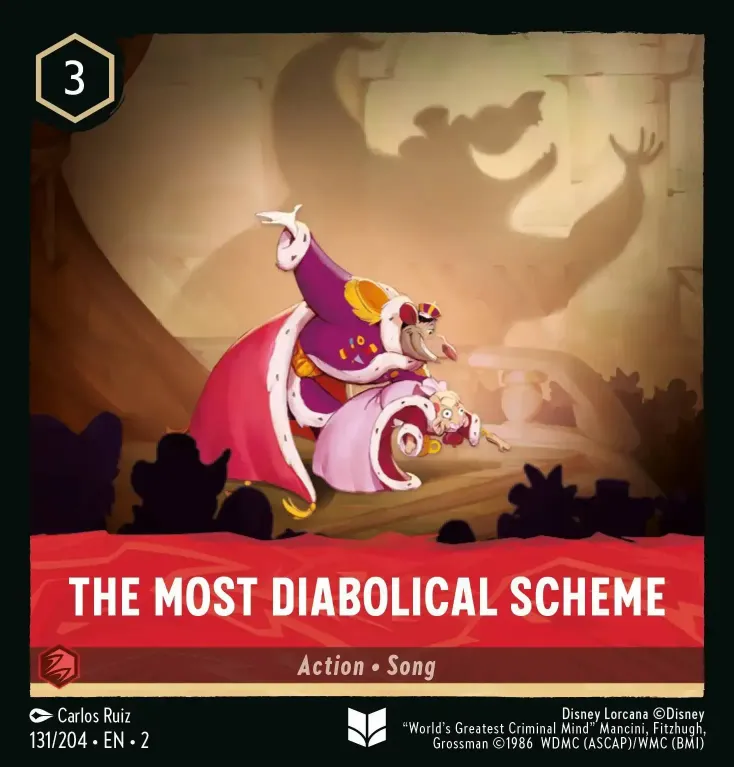 3
THE MOST DIABOLICAL SCHEME
Action • Song
Carlos Ruiz
131/204 • EN • 2
Disney Lorcana ©Disney
“World’s Greatest Criminal Mind” Mancini, Fitzhugh,
Grossman ©1986 WDMC (ASCAP)/WMC (BMI)